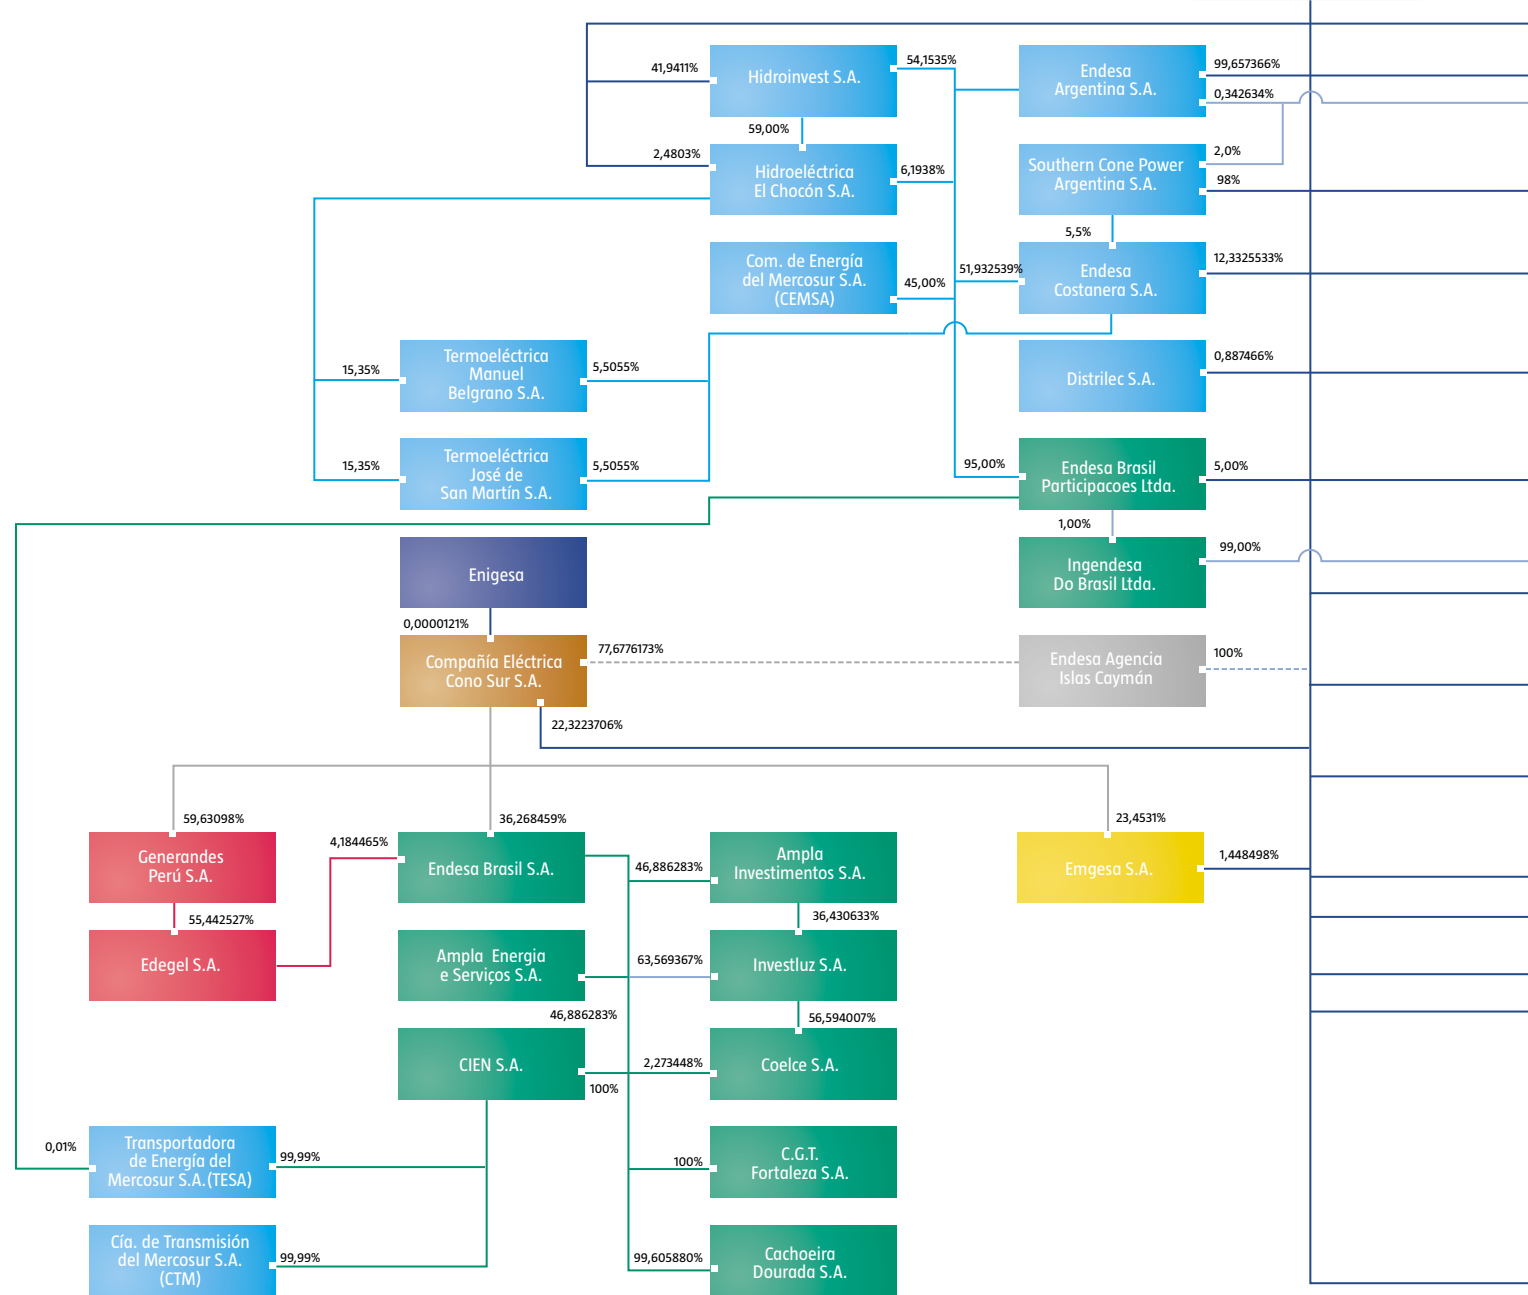 41,9411%
Hidroinvest S.A.
54,1535%
Endesa
Argentina S.A.
99,657366%
0,342634%
59,00%
2,4803%
Hidroeléctrica
El Chocón S.A.
6,1938%
Southern Cone Power
Argentina S.A.
2,0%
98%
5,5%
Com. de Energía
del Mercosur S.A.
(CEMSA)
45,00%
51,932539%
Endesa
Costanera S.A.
12,3325533%
15,35%
Termoeléctrica
Manuel
Belgrano S.A.
5,5055%
Distrilec S.A.
0,887466%
15,35%
Termoeléctrica
José de
San Martín S.A.
5,5055%
95,00%
Endesa Brasil
Participacoes Ltda.
5,00%
1,00%
Enigesa
Ingendesa
Do Brasil Ltda.
99,00%
0,0000121%
Compañía Eléctrica
Cono Sur S.A.
77,6776173%
Endesa Agencia
Islas Caymán
100%
22,3223706%
59,63098%
36,268459%
23,4531%
Generandes
Perú S.A.
4,184465%
Endesa Brasil S.A.
46,886283%
Ampla
Investimentos S.A.
Emgesa S.A.
1,448498%
55,442527%
36,430633%
Edegel S.A.
Ampla Energia
e Serviços S.A.
63,569367%
Investluz S.A.
46,886283%
56,594007%
CIEN S.A.
100%
2,273448%
Coelce S.A.
0,01%
Transportadora
de Energía del
Mercosur S.A.(TESA)
99,99%
100%
C.G.T.
Fortaleza S.A.
Cía. de Transmisión
del Mercosur S.A.
(CTM)
99,99%
99,605880%
Cachoeira
Dourada S.A.